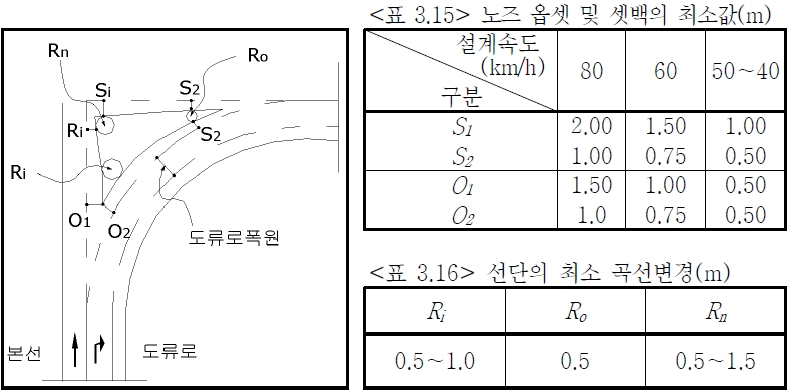 <표 3.15> 노즈 옵셋 및 셋백의 최소값(m)
설계속도
(km/h)
구분
80 60 50~40
S1 2.00 1.50 1.00
S2 1.00 0.75 0.50
O1 1.50 1.00 0.50
O2 1.0 0.75 0.50
<표 3.16> 선단의 최소 곡선변경(m)
Ri Ro Rn
0.5~1.0 0.5 0.5~1.5
Rn
Ro
Si
S2
Ri
S2
Ri
O1
O2
도류로폭원
본선
도류로